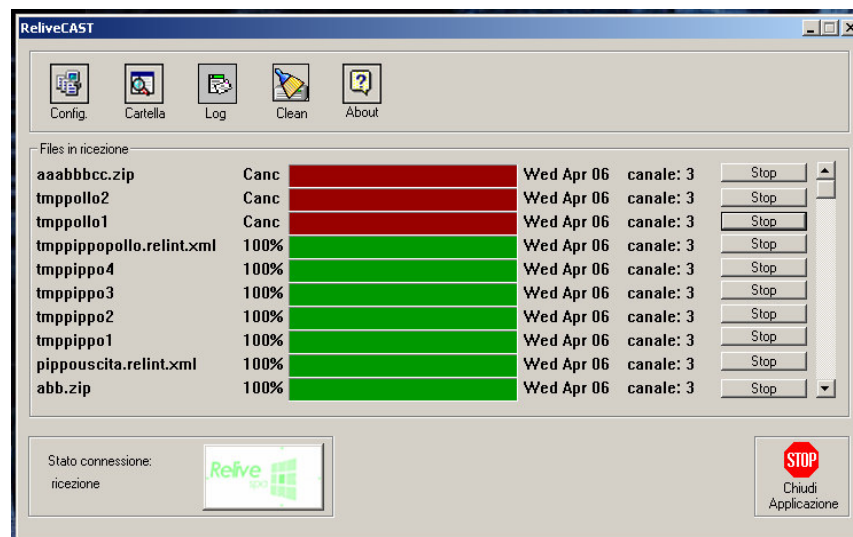 ReliveCAST
Config. Cartella Log Clean About
Files in ricezione
aaabbbcc.zip Canc Wed Apr 06 canale: 3 Stop
tmppollo2 Canc Wed Apr 06 canale: 3 Stop
tmppollo1 Canc Wed Apr 06 canale: 3 Stop
tmppippopollo.relint.xml 100% Wed Apr 06 canale: 3 Stop
tmppippo4 100% Wed Apr 06 canale: 3 Stop
tmppippo3 100% Wed Apr 06 canale: 3 Stop
tmppippo2 100% Wed Apr 06 canale: 3 Stop
tmppippo1 100% Wed Apr 06 canale: 3 Stop
pippouscita.relint.xml 100% Wed Apr 06 canale: 3 Stop
abb.zip 100% Wed Apr 06 canale: 3 Stop
Stato connessione:
ricezione
Relive
spa
STOP
Chiudi
Applicazione